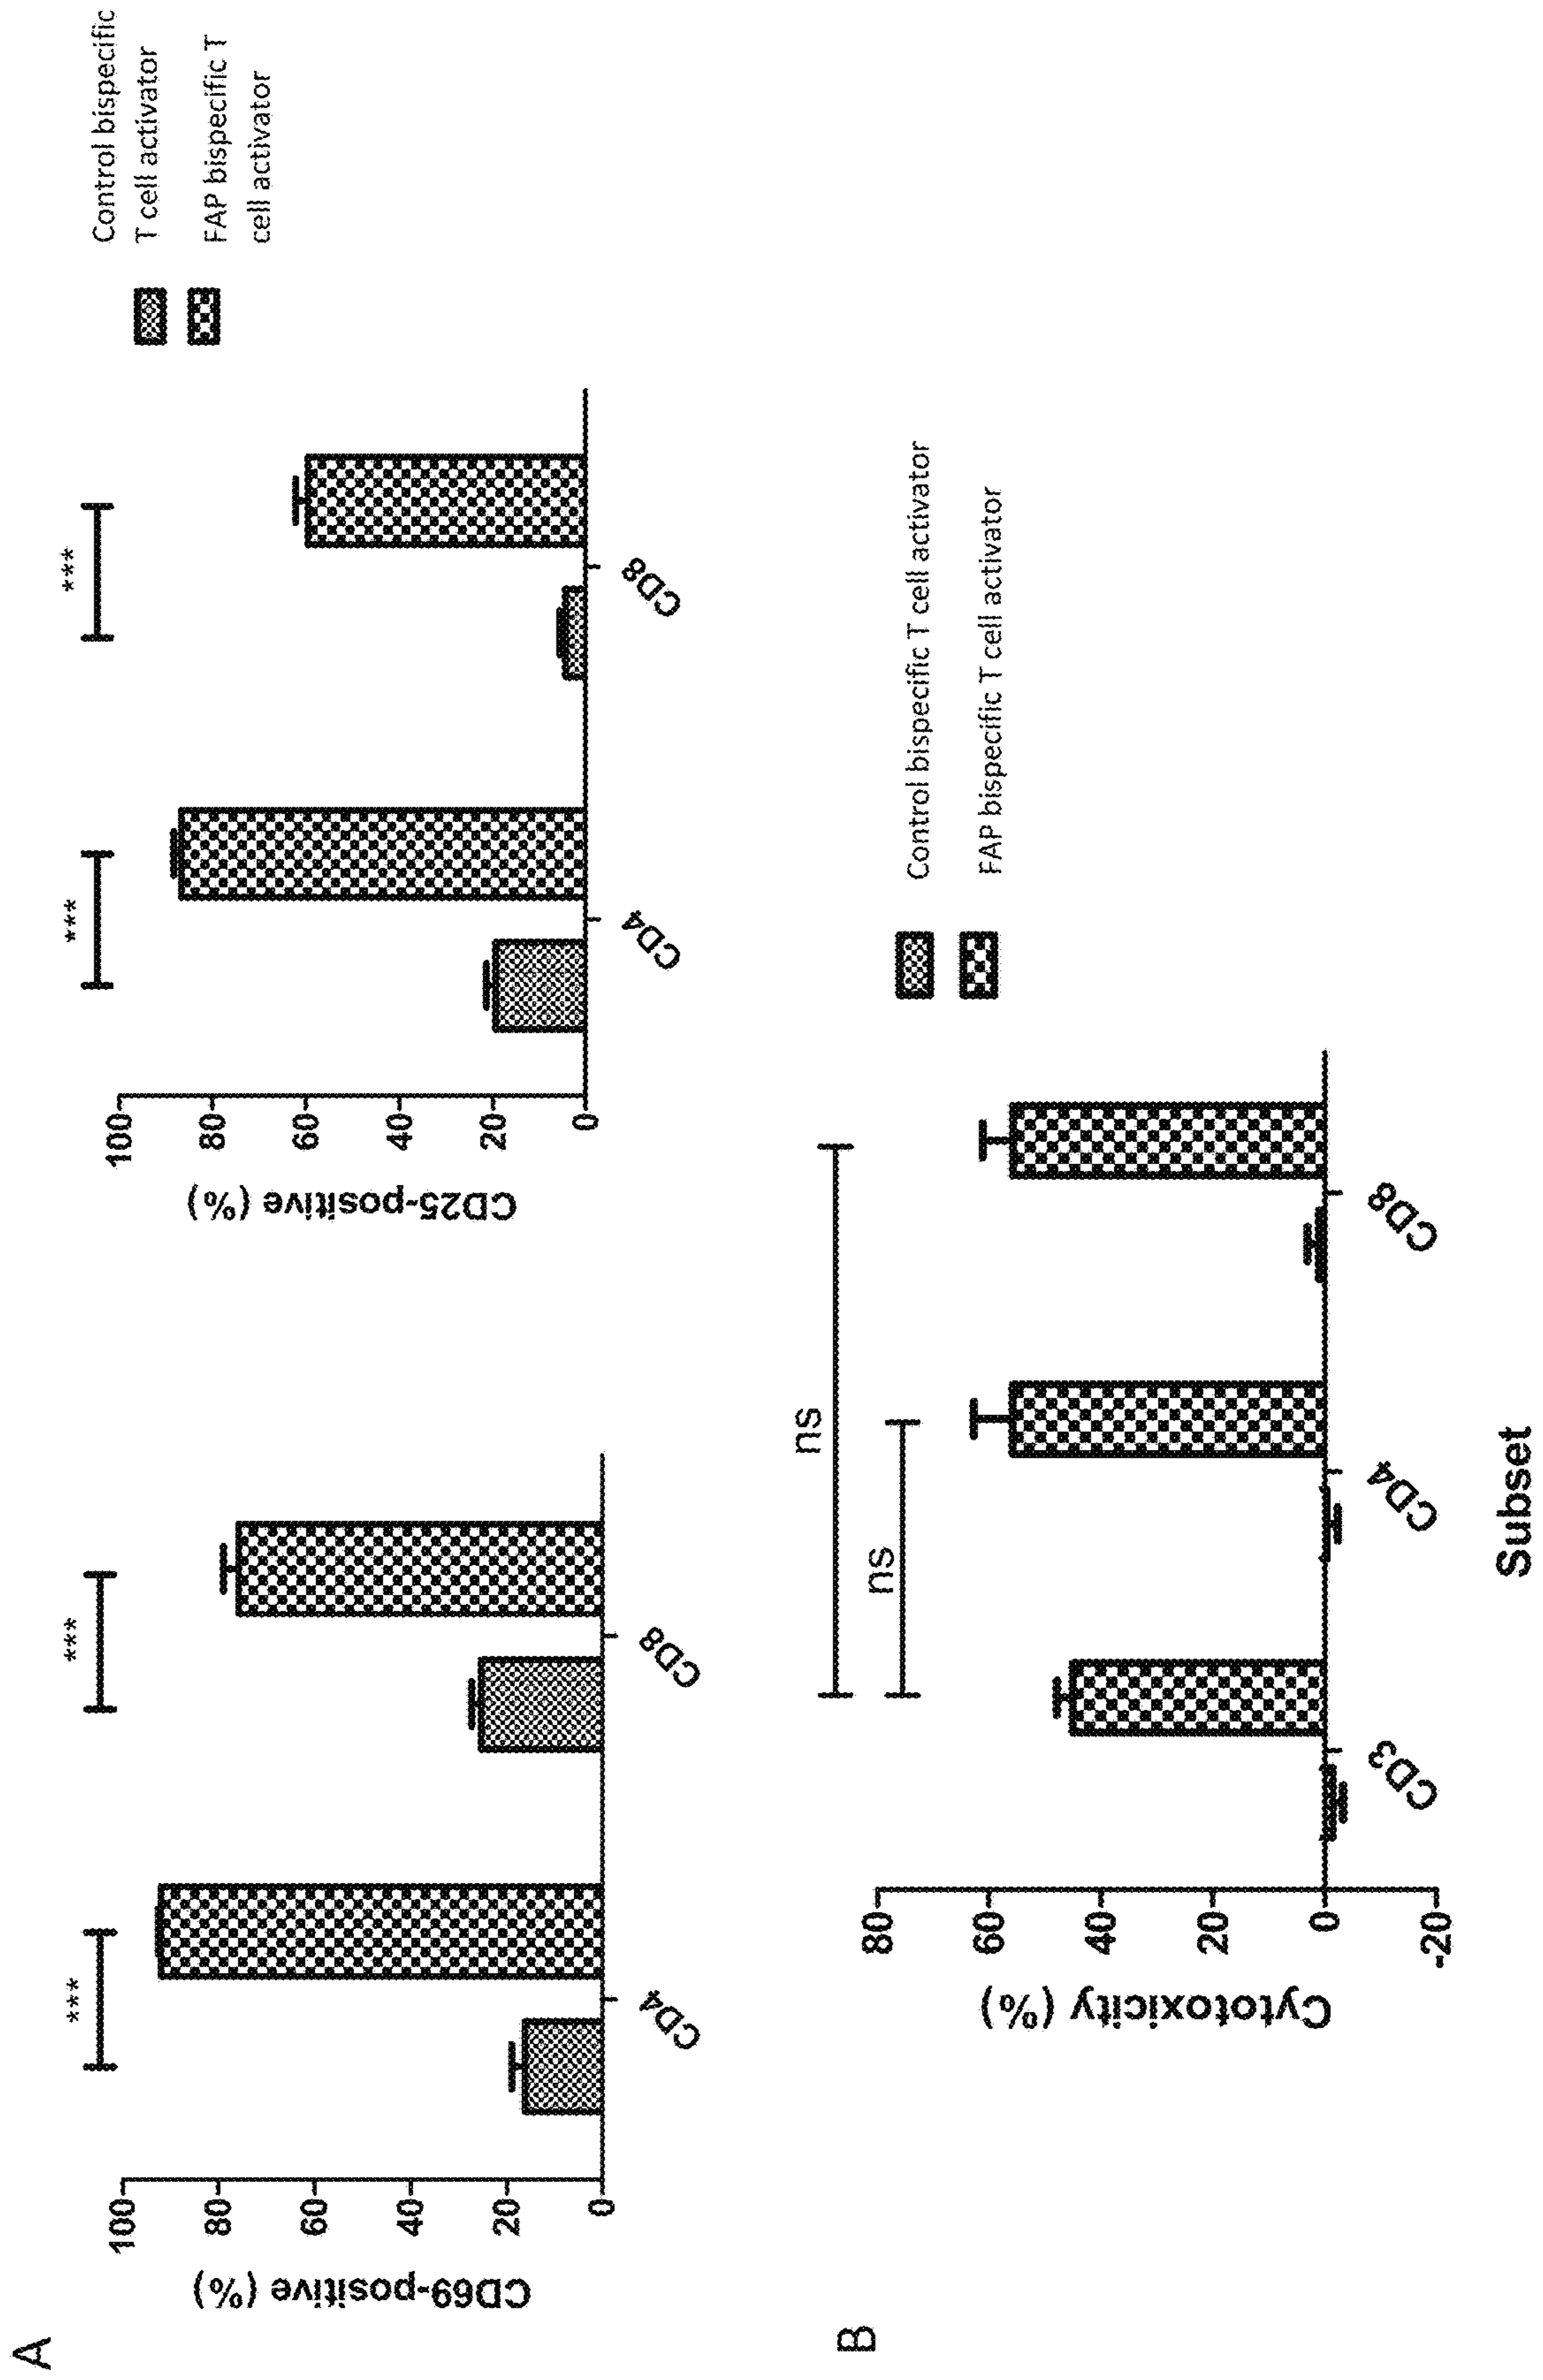 A
CD69-positive (%)
100
80
60
40
20
0
***
***
CD4
CD8
CD25-positive (%)
100
80
60
40
20
0
***
***
CD4
CD8
Control bispecific
T cell activator
FAP bispecific T
cell activator
B
Cytotoxicity (%)
80
60
40
20
0
-20
ns
ns
CD3
CD4
CD8
Subset
Control bispecific T cell activator
FAP bispecific T cell activator